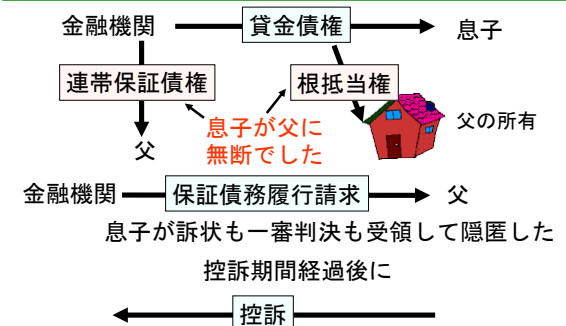 金融機関 貸金債権 息子
連帯保証債権 根抵当権
息子が父に 父の所有
父 無断でした
金融機関 保証債務履行請求 父
息子が訴状も一審判決も受領して隠匿した
控訴期間経過後に
控訴